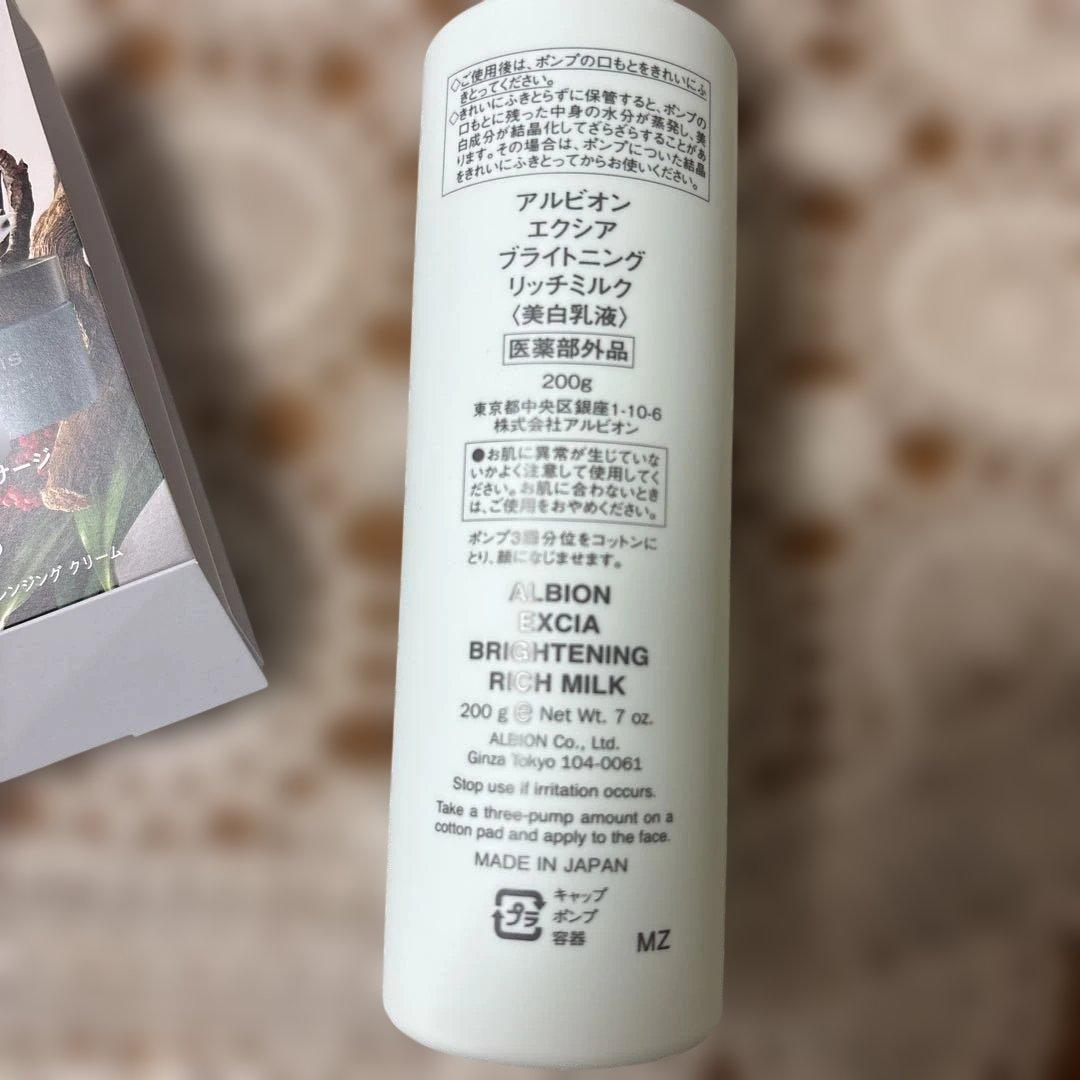 ◇ご使用後は、ポンプの口もとをきれいにふ
きとってください。
◇きれいにふきとらずに保管すると、ポンプの
口もとに残った中身の水分が蒸発し、美
白成分が結晶化してざらざらすることがあ
ります。その場合は、ポンプについた結晶
をきれいにふきとってからお使いください。
アルビオン
エクシア
ブライトニング
リッチミルク
〈美白乳液〉
医薬部外品
200g
東京都中央区銀座1-10-6
株式会社アルビオン
●お肌に異常が生じていな
いかよく注意して使用してく
ださい。お肌に合わないとき
は、ご使用をおやめください。
ポンプ3回分位をコットンに
とり、顔になじませます。
ALBION
EXCIA
BRIGHTENING
RICH MILK
200 g ℮ Net Wt. 7 oz.
ALBION Co., Ltd.
Ginza Tokyo 104-0061
Stop use if irritation occurs.
Take a three-pump amount on a
cotton pad and apply to the face.
MADE IN JAPAN
プラ
キャップ
ポンプ
容器
MZ
ナージ
レンジング クリーム